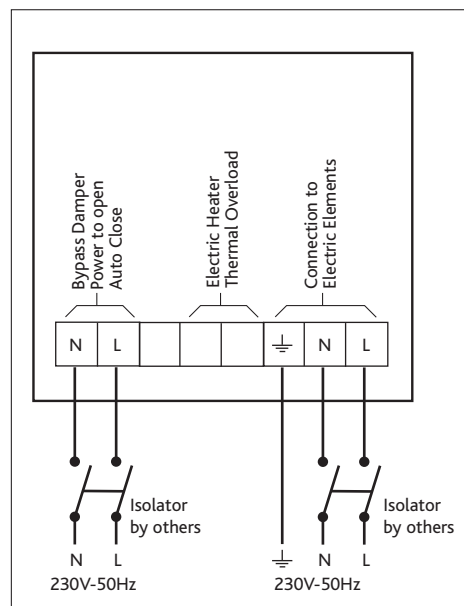 Bypass Damper
Power to open
Auto Close
Electric Heater
Thermal Overload
Connection to
Electric Elements
N L N L
Isolator
by others
Isolator
by others
N L N L
230V-50Hz 230V-50Hz